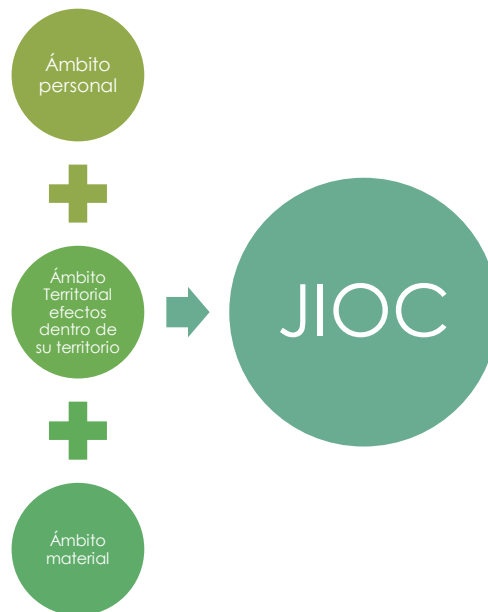 Ámbito
personal
Ámbito
Territorial
efectos
dentro de
su territorio
JIOC
Ámbito
material